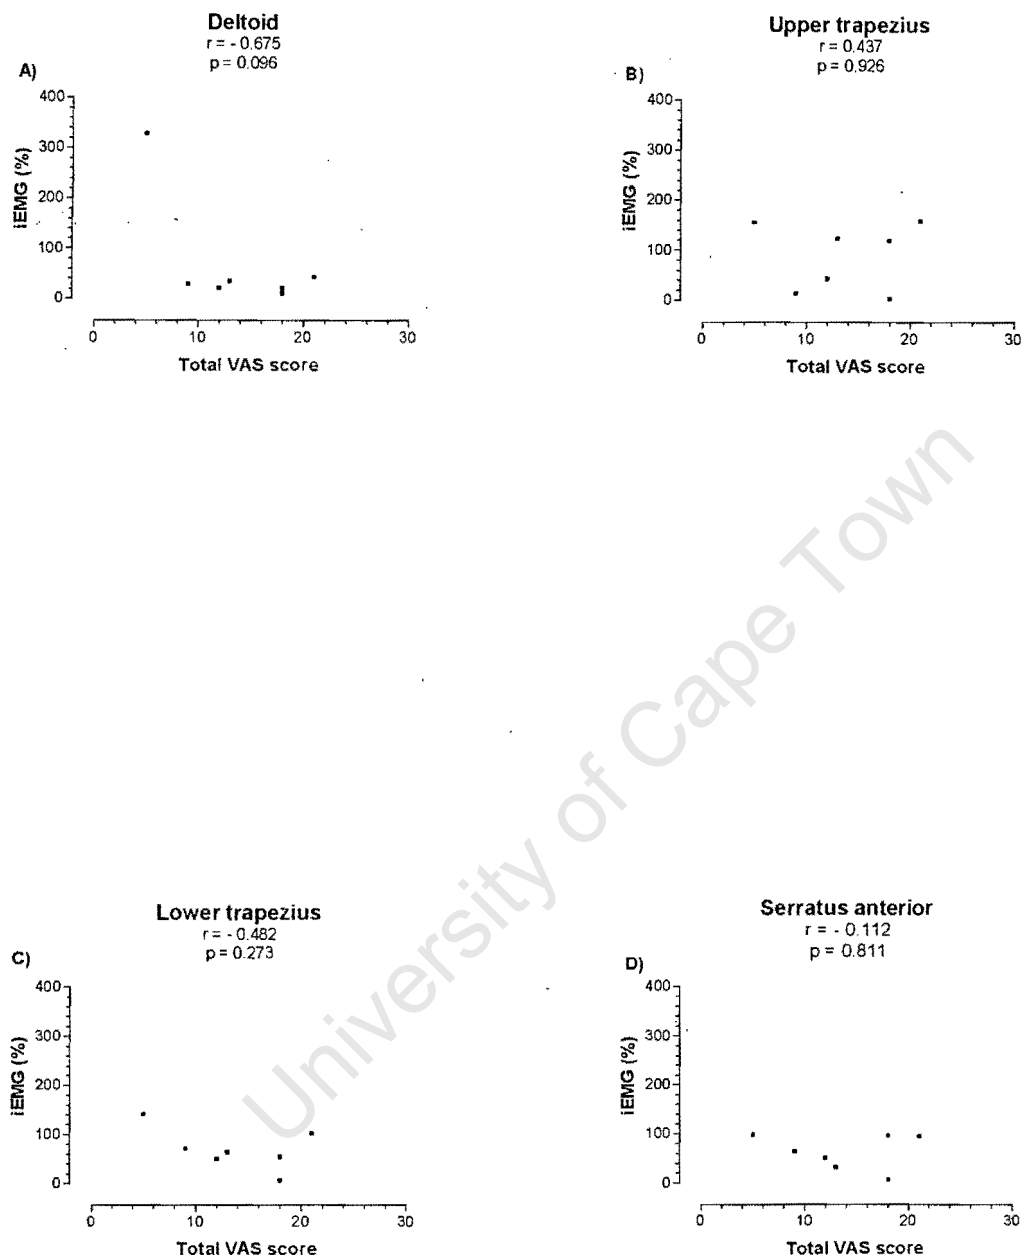 Deltoid
r = - 0.675
p = 0.096
A)
400
300
200
100
0
iEMG (%)
0 10 20 30
Total VAS score
Upper trapezius
r = 0.437
p = 0.926
B)
400
300
200
100
0
iEMG (%)
0 10 20 30
Total VAS score
Lower trapezius
r = - 0.482
p = 0.273
C)
400
300
200
100
0
iEMG (%)
0 10 20 30
Total VAS score
Serratus anterior
r = - 0.112
p = 0.811
D)
400
300
200
100
0
iEMG (%)
0 10 20 30
Total VAS score
University of Cape Town